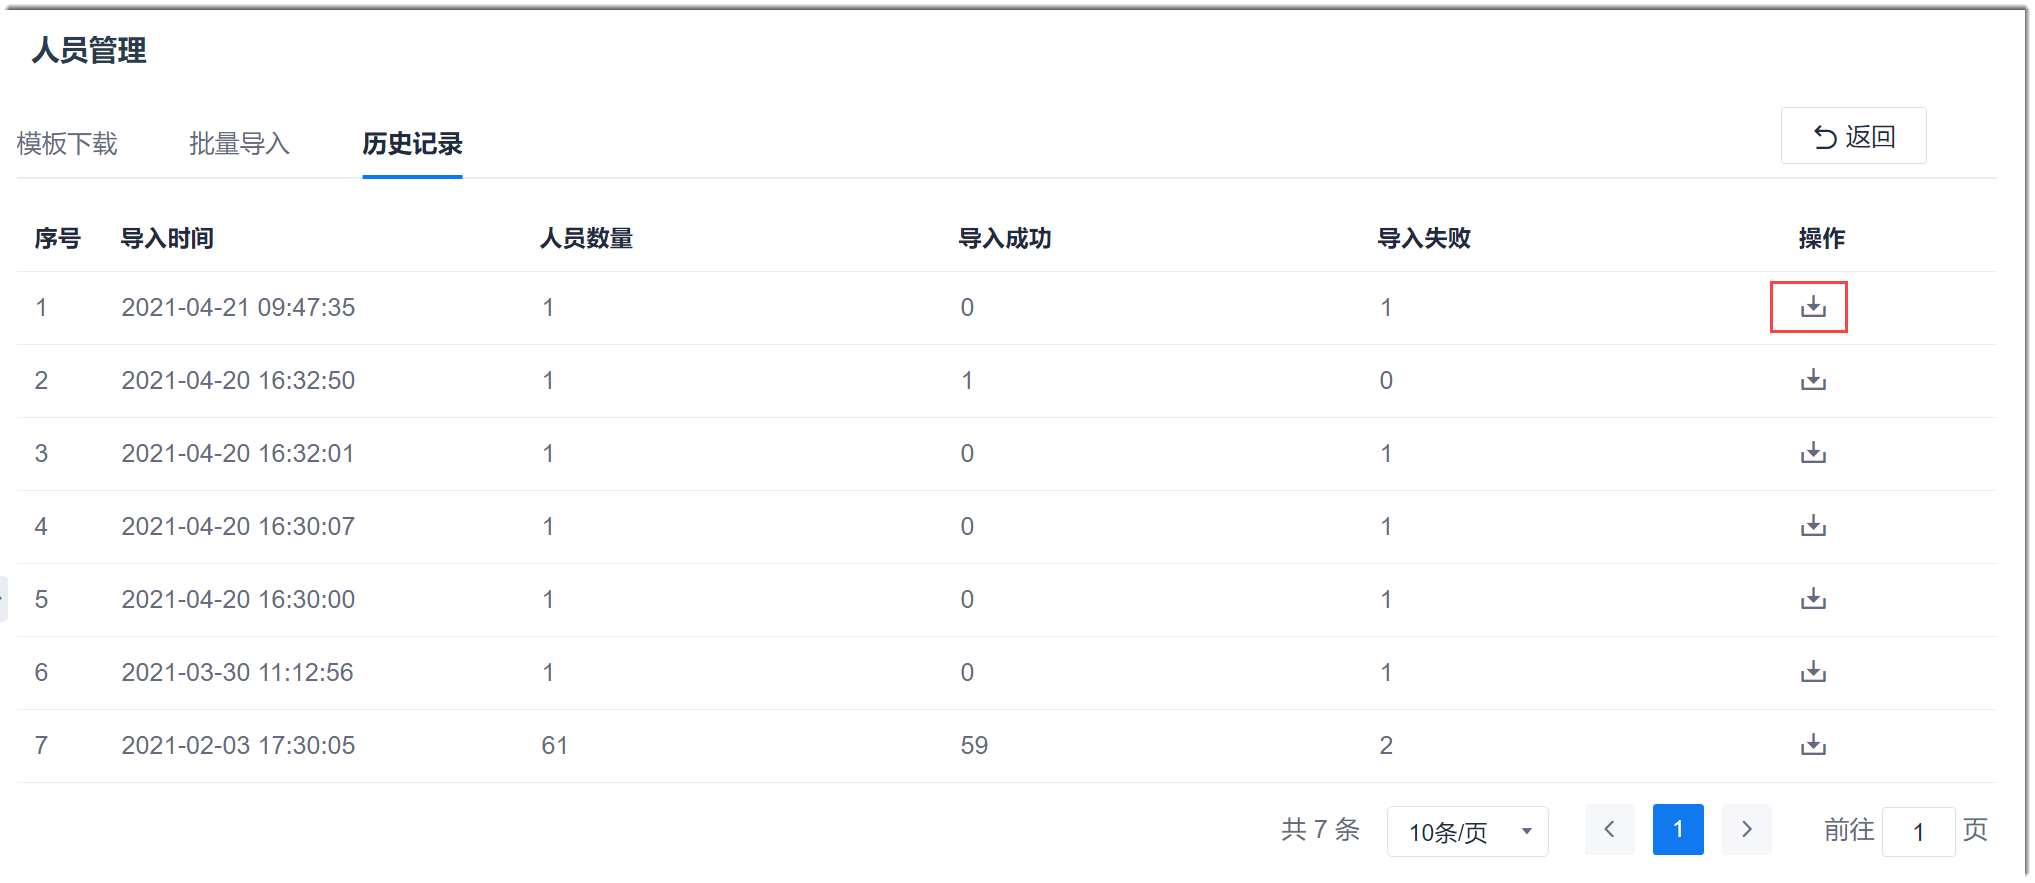 人员管理
模板下载 批量导入 历史记录 返回
序号 导入时间 人员数量 导入成功 导入失败 操作
1 2021-04-21 09:47:35 1 0 1
2 2021-04-20 16:32:50 1 1 0
3 2021-04-20 16:32:01 1 0 1
4 2021-04-20 16:30:07 1 0 1
5 2021-04-20 16:30:00 1 0 1
6 2021-03-30 11:12:56 1 0 1
7 2021-02-03 17:30:05 61 59 2
共 7 条 10条/页 1 前往 1 页